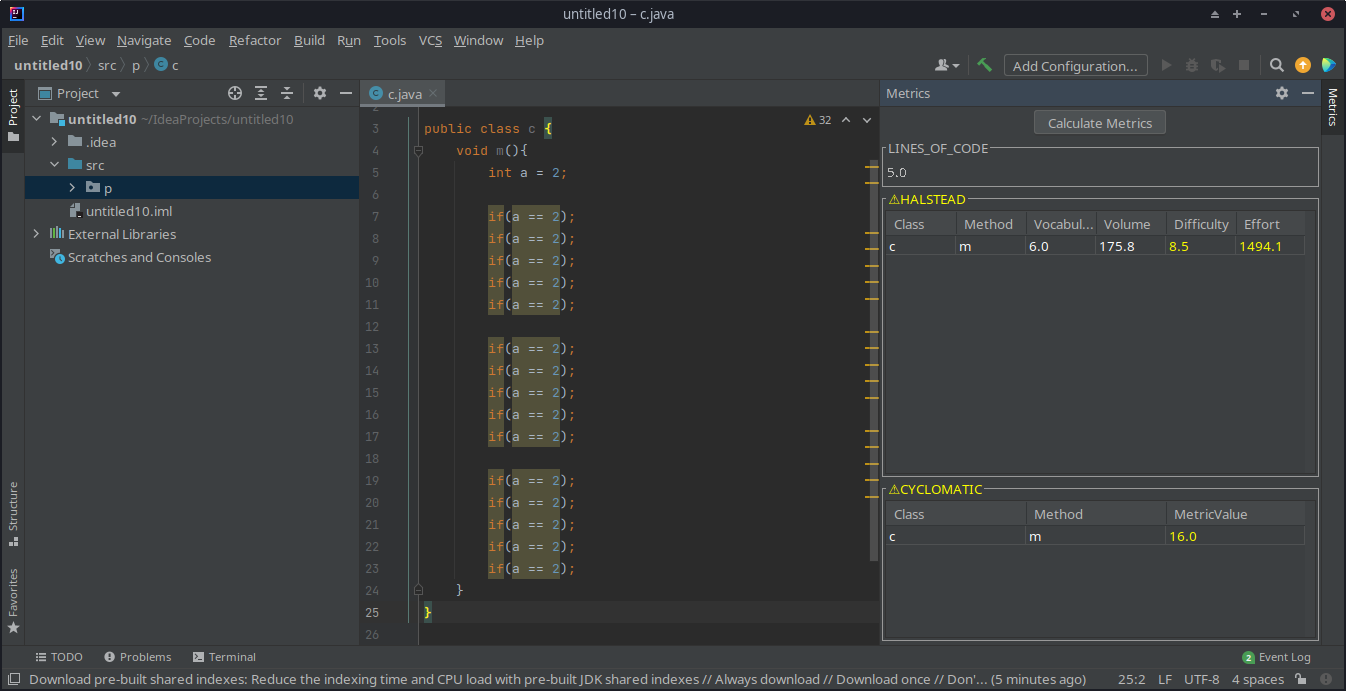 untitled10 – c.java
File Edit View Navigate Code Refactor Build Run Tools VCS Window Help
untitled10 src p c
Add Configuration...
Project
Project
untitled10 ~/IdeaProjects/untitled10
.idea
src
p
untitled10.iml
External Libraries
Scratches and Consoles
Structure
Favorites
c.java
32
2
3 public class c {
4 void m(){
5 int a = 2;
6
7 if(a == 2);
8 if(a == 2);
9 if(a == 2);
10 if(a == 2);
11 if(a == 2);
12
13 if(a == 2);
14 if(a == 2);
15 if(a == 2);
16 if(a == 2);
17 if(a == 2);
18
19 if(a == 2);
20 if(a == 2);
21 if(a == 2);
22 if(a == 2);
23 if(a == 2);
24 }
25 }
26
Metrics
Metrics
Calculate Metrics
LINES_OF_CODE
5.0
⚠HALSTEAD
Class Method Vocabul... Volume Difficulty Effort
c m 6.0 175.8 8.5 1494.1
⚠CYCLOMATIC
Class Method MetricValue
c m 16.0
TODO Problems Terminal
2 Event Log
Download pre-built shared indexes: Reduce the indexing time and CPU load with pre-built JDK shared indexes // Always download // Download once // Don'... (5 minutes ago)
25:2 LF UTF-8 4 spaces